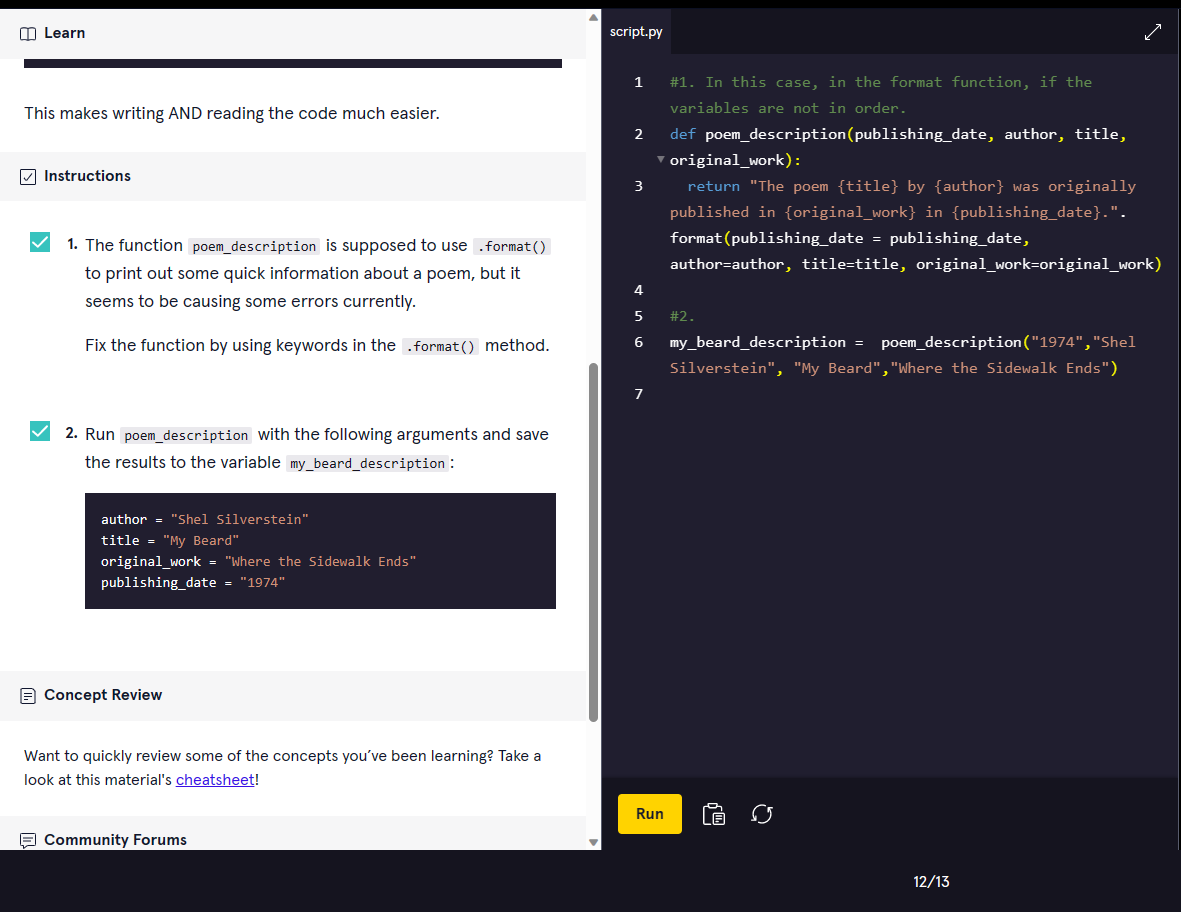 Learn
This makes writing AND reading the code much easier.
Instructions
1. The function poem_description is supposed to use .format()
to print out some quick information about a poem, but it
seems to be causing some errors currently.
Fix the function by using keywords in the .format() method.
2. Run poem_description with the following arguments and save
the results to the variable my_beard_description:
author = "Shel Silverstein"
title = "My Beard"
original_work = "Where the Sidewalk Ends"
publishing_date = "1974"
Concept Review
Want to quickly review some of the concepts you’ve been learning? Take a
look at this material's cheatsheet!
Community Forums
script.py
1 #1. In this case, in the format function, if the
variables are not in order.
2 def poem_description(publishing_date, author, title,
original_work):
3 return "The poem {title} by {author} was originally
published in {original_work} in {publishing_date}.".
format(publishing_date = publishing_date,
author=author, title=title, original_work=original_work)
4
5 #2.
6 my_beard_description =  poem_description("1974","Shel
Silverstein", "My Beard","Where the Sidewalk Ends")
7
Run
12/13